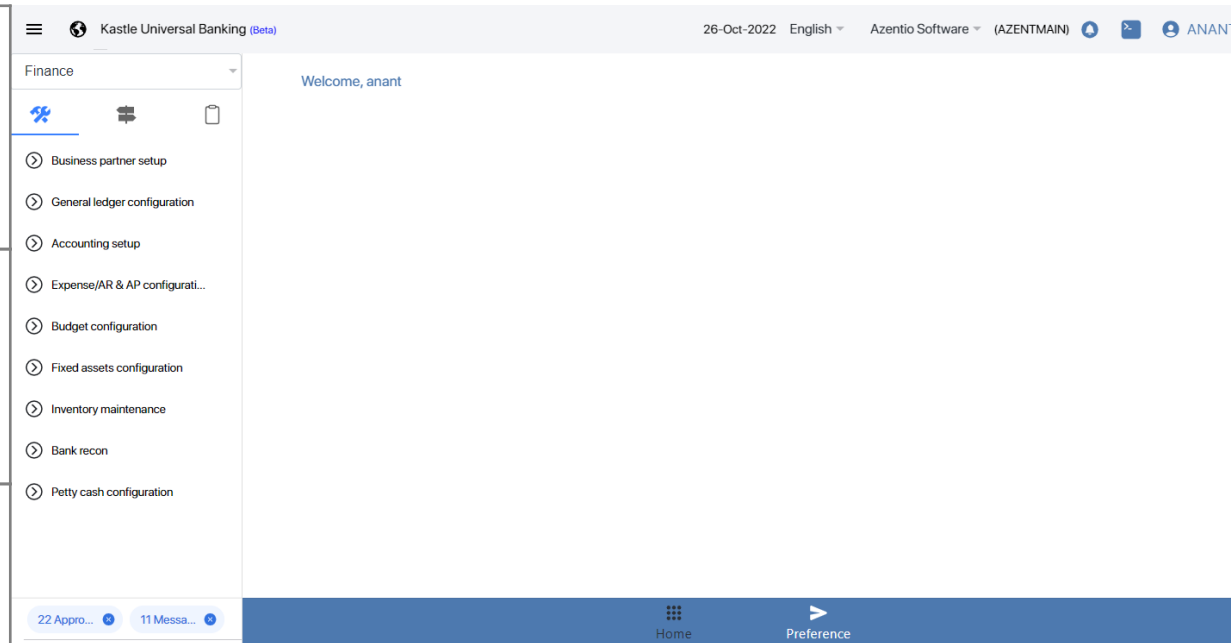 Kastle Universal Banking (Beta)
26-Oct-2022 English Azentio Software (AZENTMAIN) ANANT
Finance
Welcome, anant
Business partner setup
General ledger configuration
Accounting setup
Expense/AR & AP configurati...
Budget configuration
Fixed assets configuration
Inventory maintenance
Bank recon
Petty cash configuration
22 Appro... 11 Messa...
Home Preference